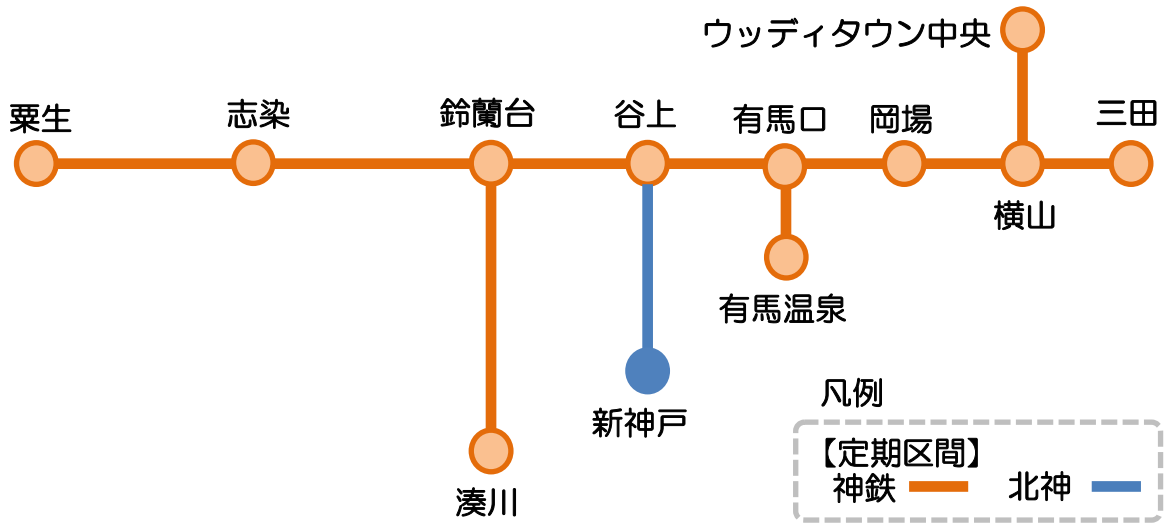 ウッディタウン中央
粟生
志染
鈴蘭台
谷上
有馬口
岡場
三田
横山
有馬温泉
新神戸
湊川
凡例
【定期区間】
神鉄
北神